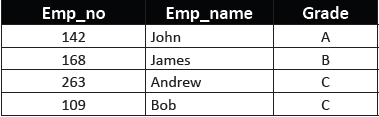 Emp_no Emp_name Grade
142 John A
168 James B
263 Andrew C
109 Bob C